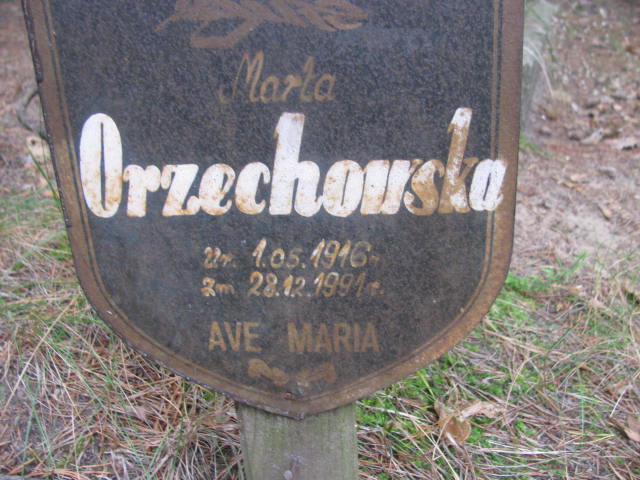 Marta
Orzechowska
ur. 1.05.1916 r.
zm 28.12.1991 r.
AVE MARIA